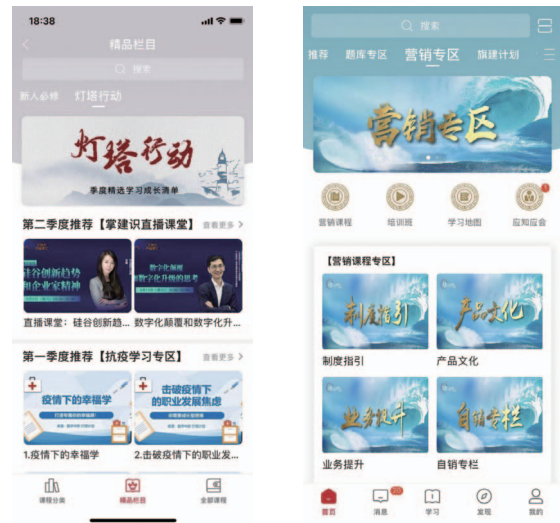 18:38
精品栏目
搜索
新人必修 灯塔行动
灯塔行动
季度精选学习成长清单
第二季度推荐【掌建识直播课堂】 查看更多 >
硅谷创新趋势
和企业家精神
数字化颠覆
和数字化升级的思考
直播课堂：硅谷创新趋... 数字化颠覆和数字化升...
第一季度推荐【抗疫学习专区】 查看更多 >
疫情下的幸福学
击破疫情下
的职业发展焦虑
1.疫情下的幸福学 2.击破疫情下的职业发...
课程分类 精品栏目 全部课程
搜索
推荐 题库专区 营销专区 旗建计划
营销专区
营销课程 培训班 学习地图 应知应会
【营销课程专区】
制度指引 产品文化
制度指引 产品文化
业务提升 自销专栏
业务提升 自销专栏
首页 消息 学习 发现 我的